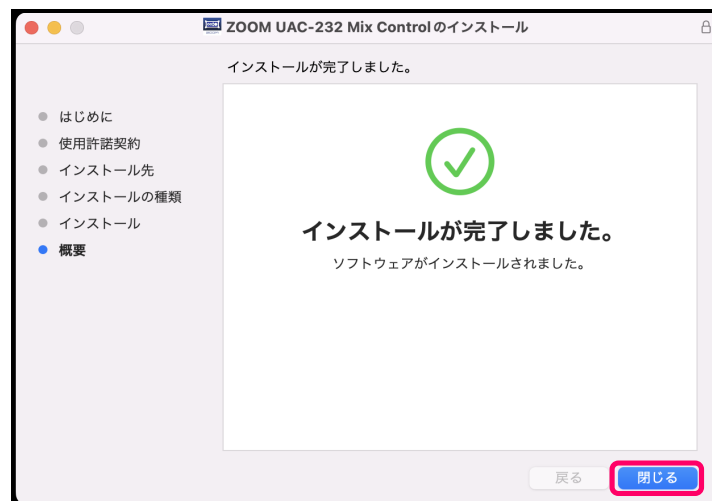 ZOOM UAC-232 Mix Controlのインストール
インストールが完了しました。
はじめに
使用許諾契約
インストール先
インストールの種類
インストール
概要
インストールが完了しました。
ソフトウェアがインストールされました。
戻る
閉じる